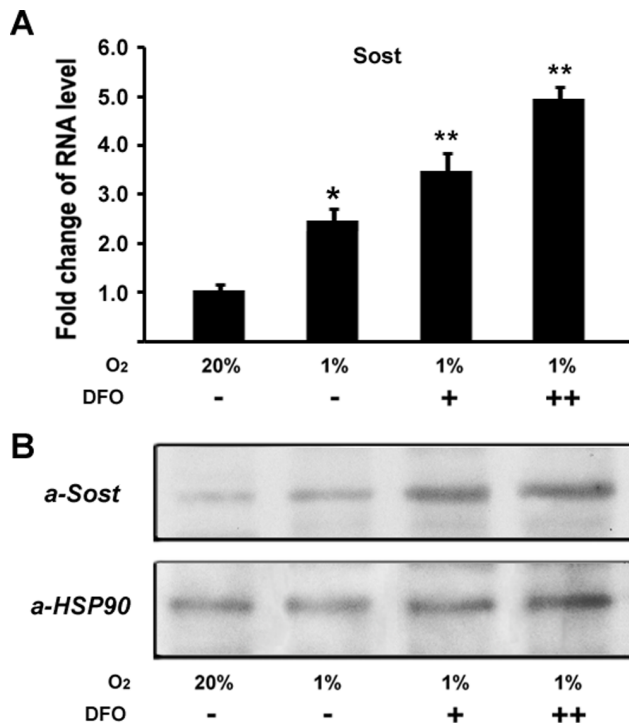 A
Sost
Fold change of RNA level
6.0
5.0
4.0
3.0
2.0
1.0
*
**
**
O2 20% 1% 1% 1%
DFO - - + ++
B
a-Sost
a-HSP90
O2 20% 1% 1% 1%
DFO - - + ++